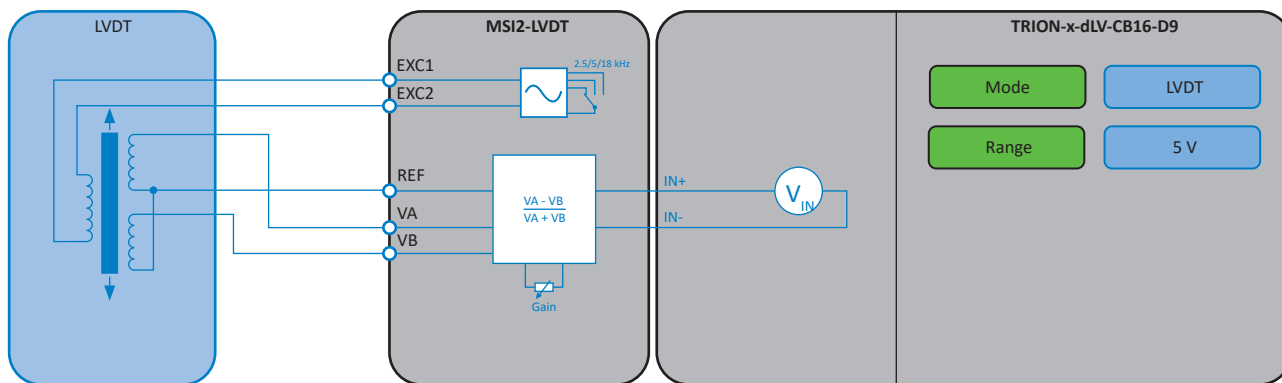 LVDT
MSI2-LVDT
TRION-x-dLV-CB16-D9
EXC1
2.5/5/18 kHz
EXC2
Mode
LVDT
Range
5 V
REF
VA
VB
VA - VB
VA + VB
Gain
IN+
IN-
VIN